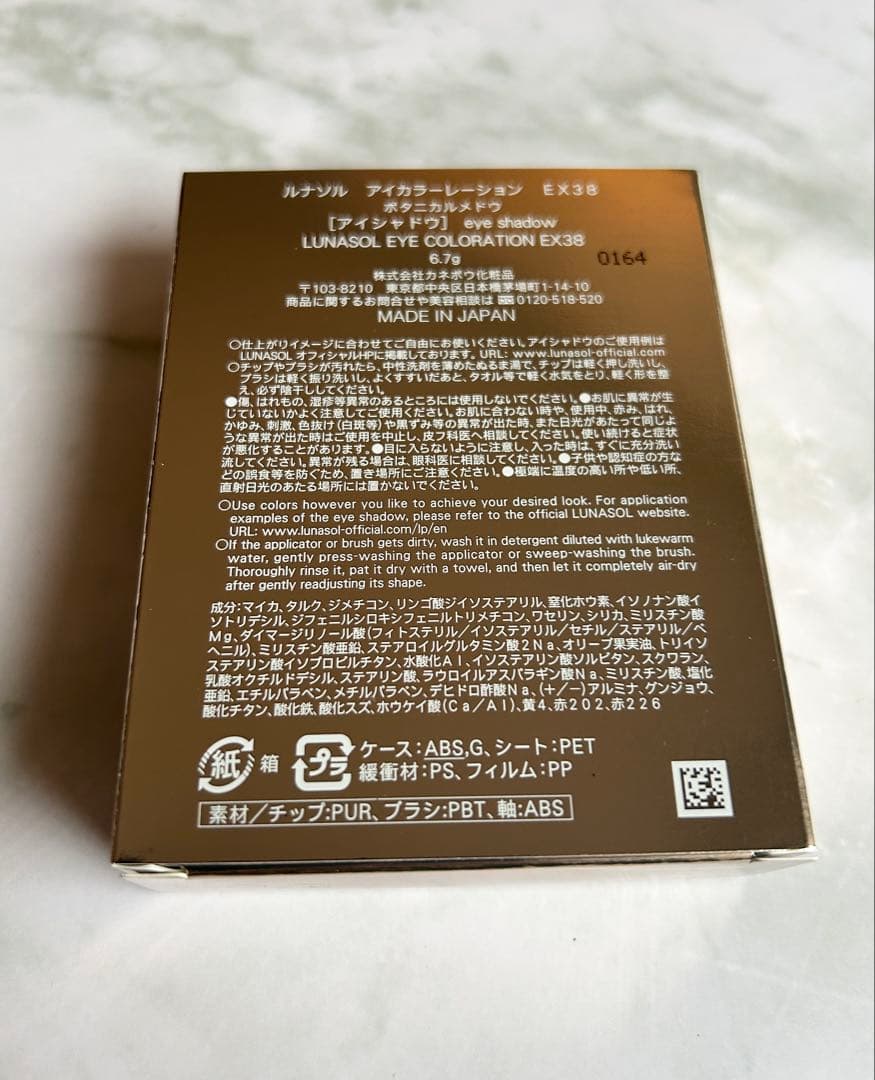 ルナソル アイカラーレーション EX38
ボタニカルメドウ
[アイシャドウ] eye shadow
LUNASOL EYE COLORATION EX38
6.7g
0164
株式会社カネボウ化粧品
〒103-8210 東京都中央区日本橋茅場町1-14-10
商品に関するお問合せや美容相談は 0120-518-520
MADE IN JAPAN
○仕上がりイメージに合わせてご自由にお使いください。アイシャドウのご使用例は
LUNASOL オフィシャルHPに掲載しております。URL: www.lunasol-official.com
○チップやブラシが汚れたら、中性洗剤を薄めたぬるま湯で、チップは軽く押し洗いし、
ブラシは軽く振り洗いし、よくすすいだあと、タオル等で軽く水気をとり、軽く形を整
え、必ず陰干ししてください。
●傷、はれもの、湿疹等異常のあるところには使用しないでください。●お肌に異常が生
じていないかよく注意してご使用ください。お肌に合わない時や、使用中、赤み、はれ、
かゆみ、刺激、色抜け(白斑等)や黒ずみ等の異常が出た時、また日光があたって同じよ
うな異常が出た時はご使用を中止し、皮フ科医へ相談してください。使い続けると症状
が悪化することがあります。●目に入らないように注意し、入った時は、すぐに充分洗い
流してください。異常が残る場合は、眼科医に相談してください。●子供や認知症の方な
どの誤食等を防ぐため、置き場所にご注意ください。●極端に温度の高い所や低い所、
直射日光のあたる場所には置かないでください。
○Use colors however you like to achieve your desired look. For application
examples of the eye shadow, please refer to the official LUNASOL website.
URL: www.lunasol-official.com/lp/en
○If the applicator or brush gets dirty, wash it in detergent diluted with lukewarm
water, gently press-washing the applicator or sweep-washing the brush.
Thoroughly rinse it, pat it dry with a towel, and then let it completely air-dry
after gently readjusting its shape.
成分:マイカ、タルク、ジメチコン、リンゴ酸ジイソステアリル、窒化ホウ素、イソノナン酸イ
ソトリデシル、ジフェニルシロキシフェニルトリメチコン、ワセリン、シリカ、ミリスチン酸
Mg、ダイマージリノール酸(フィトステリル/イソステアリル/セチル/ステアリル/ベ
ヘニル)、ミリスチン酸亜鉛、ステアロイルグルタミン酸2Na、オリーブ果実油、トリイソ
ステアリン酸イソプロピルチタン、水酸化Al、イソステアリン酸ソルビタン、スクワラン、
乳酸オクチルドデシル、ステアリン酸、ラウロイルアスパラギン酸Na、ミリスチン酸、塩化
亜鉛、エチルパラベン、メチルパラベン、デヒドロ酢酸Na、(+/-)アルミナ、グンジョウ、
酸化チタン、酸化鉄、酸化スズ、ホウケイ酸(Ca/Al)、黄4、赤202、赤226
紙 箱 プラ ケース:ABS,G、シート:PET
緩衝材:PS、フィルム:PP
素材/チップ:PUR、ブラシ:PBT、軸:ABS